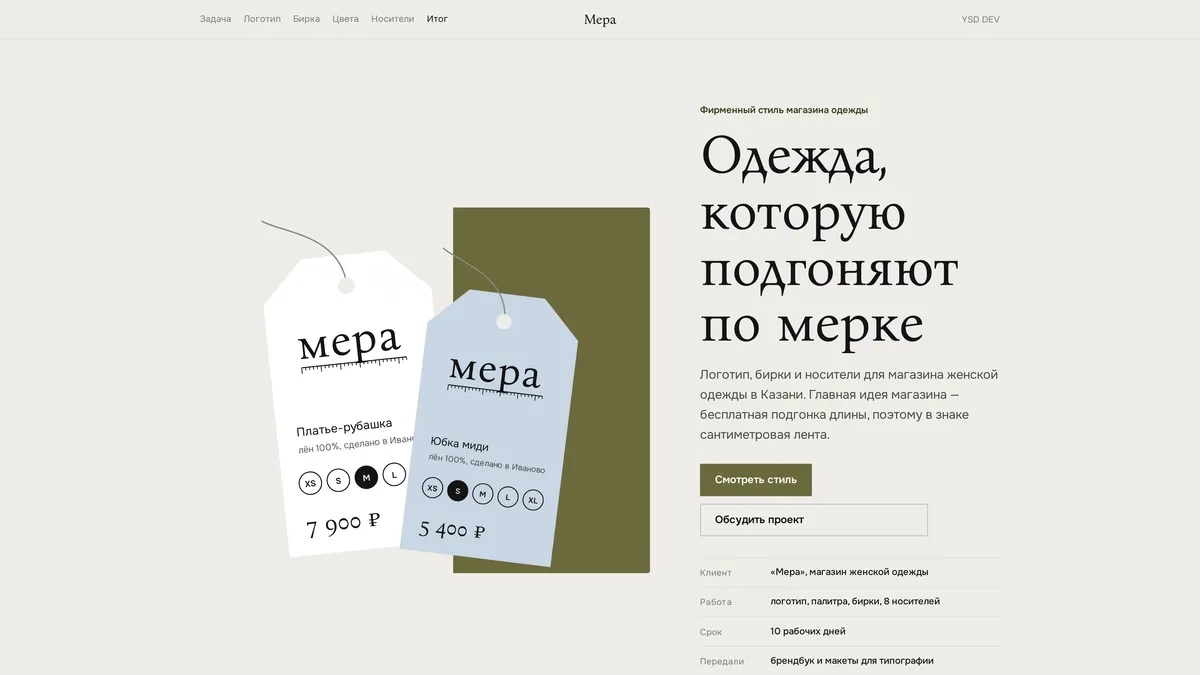 Задача Логотип Бирка Цвета Носители Итог
Мера
YSD DEV
мера
Платье-рубашка
лён 100%, сделано в
XS S M L
7 900 ₽
мера
Юбка миди
лён 100%, сделано в Иваново
XS S M L XL
5 400 ₽
Фирменный стиль магазина одежды
Одежда,
которую
подгоняют
по мерке
Логотип, бирки и носители для магазина женской
одежды в Казани. Главная идея магазина —
бесплатная подгонка длины, поэтому в знаке
сантиметровая лента.
Смотреть стиль
Обсудить проект
Клиент «Мера», магазин женской одежды
Работа логотип, палитра, бирки, 8 носителей
Срок 10 рабочих дней
Передали брендбук и макеты для типографии